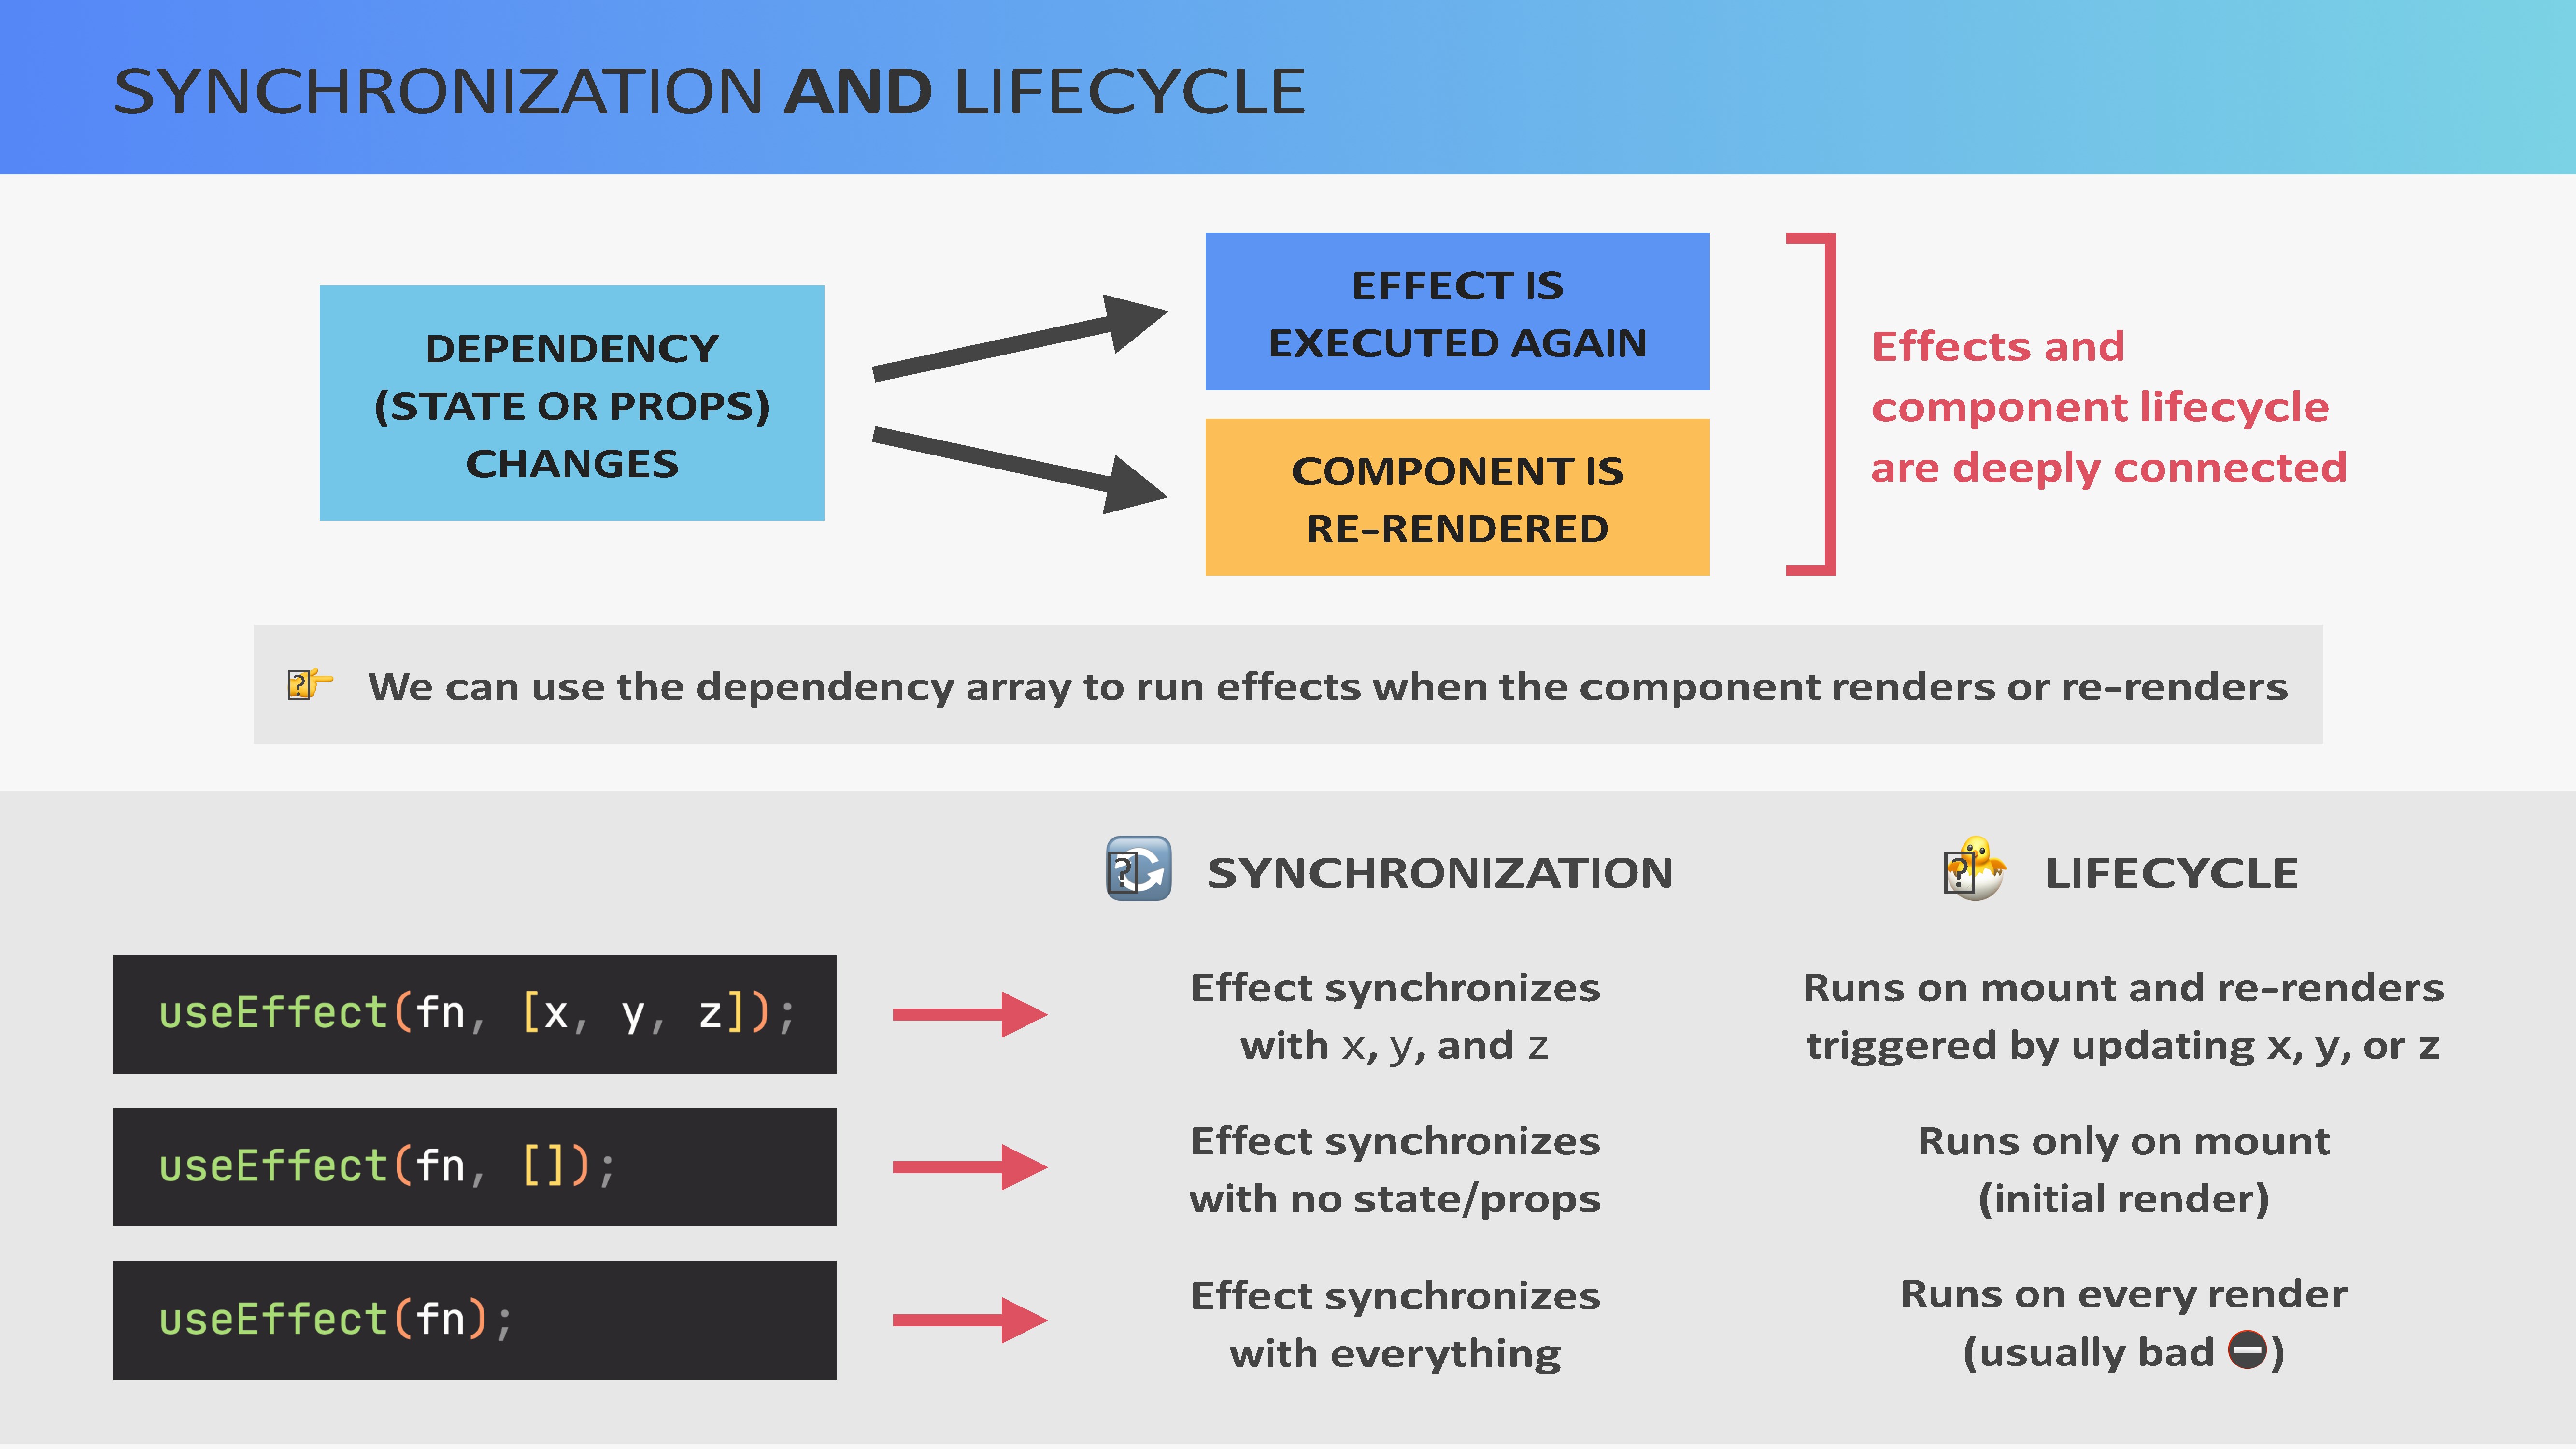 SYNCHRONIZATION AND LIFECYCLE
DEPENDENCY
(STATE OR PROPS)
CHANGES
EFFECT IS
EXECUTED AGAIN
COMPONENT IS
RE-RENDERED
Effects and
component lifecycle
are deeply connected
👉 We can use the dependency array to run effects when the component renders or re-renders
🔄 SYNCHRONIZATION
🐣 LIFECYCLE
useEffect(fn, [x, y, z]);
Effect synchronizes
with x, y, and z
Runs on mount and re-renders
triggered by updating x, y, or z
useEffect(fn, []);
Effect synchronizes
with no state/props
Runs only on mount
(initial render)
useEffect(fn);
Effect synchronizes
with everything
Runs on every render
(usually bad ⛔)